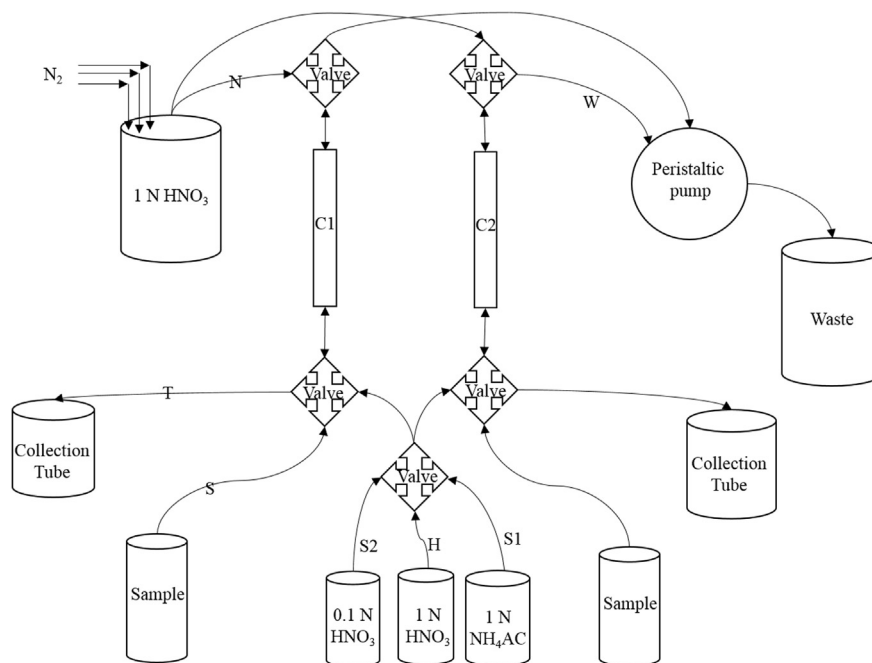 N₂
N
Valve
Valve
W
1 N HNO₃
Peristaltic
pump
C1
C2
Waste
T
Valve
Valve
Collection
Tube
Collection
Tube
S
Valve
S2
H
S1
Sample
0.1 N
HNO₃
1 N
HNO₃
1 N
NH₄AC
Sample